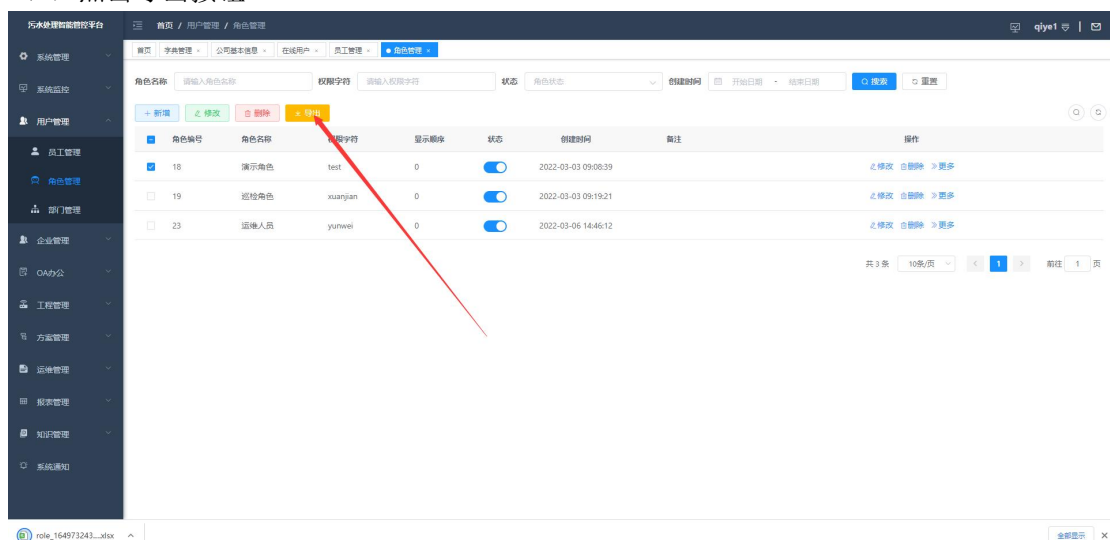 污水处理智能管控平台
首页 / 用户管理 / 角色管理
qiye1
首页 字典管理 × 公司基本信息 × 在线用户 × 员工管理 × 角色管理 ×
系统管理
系统监控
用户管理
员工管理
角色管理
部门管理
企业管理
OA办公
工程管理
方案管理
运维管理
报表管理
知识管理
系统通知
角色名称 请输入角色名称 权限字符 请输入权限字符 状态 角色状态 创建时间 开始日期 - 结束日期 搜索 重置
+ 新增 修改 删除 导出
角色编号 角色名称 权限字符 显示顺序 状态 创建时间 备注 操作
18 演示角色 test 0 2022-03-03 09:08:39 修改 删除 更多
19 巡检角色 xuanjian 0 2022-03-03 09:19:21 修改 删除 更多
23 运维人员 yunwei 0 2022-03-06 14:46:12 修改 删除 更多
共 3 条 10条/页 < 1 > 前往 1 页
role_164973243....xlsx 全部显示 ×